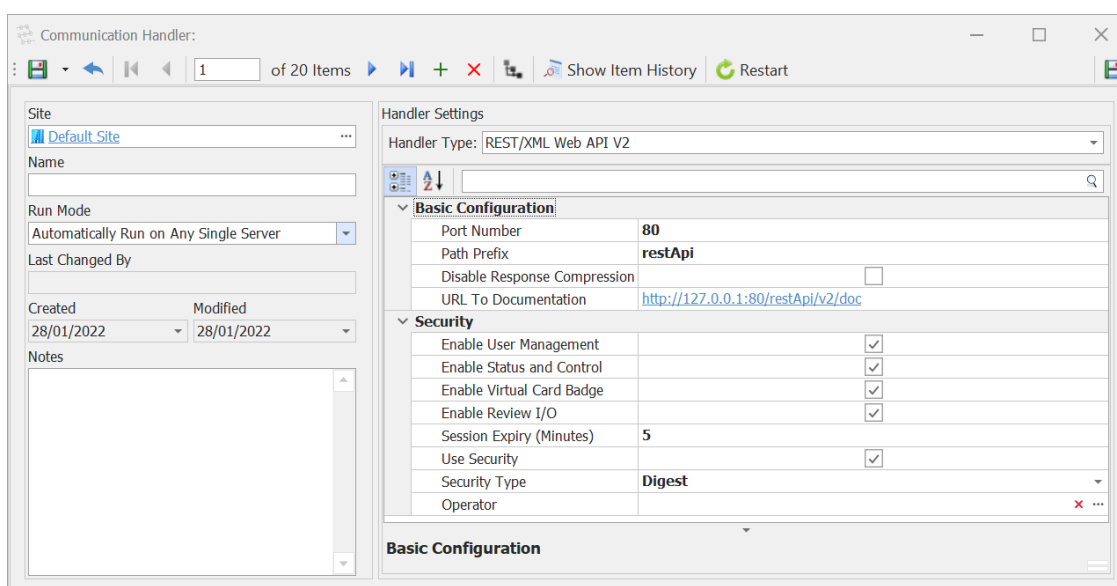 Communication Handler:
1 of 20 Items Show Item History Restart
Site
Default Site ...
Name
Run Mode
Automatically Run on Any Single Server
Last Changed By
Created Modified
28/01/2022 28/01/2022
Notes
Handler Settings
Handler Type: REST/XML Web API V2
Basic Configuration
Port Number 80
Path Prefix restApi
Disable Response Compression
URL To Documentation http://127.0.0.1:80/restApi/v2/doc
Security
Enable User Management
Enable Status and Control
Enable Virtual Card Badge
Enable Review I/O
Session Expiry (Minutes) 5
Use Security
Security Type Digest
Operator ...
Basic Configuration